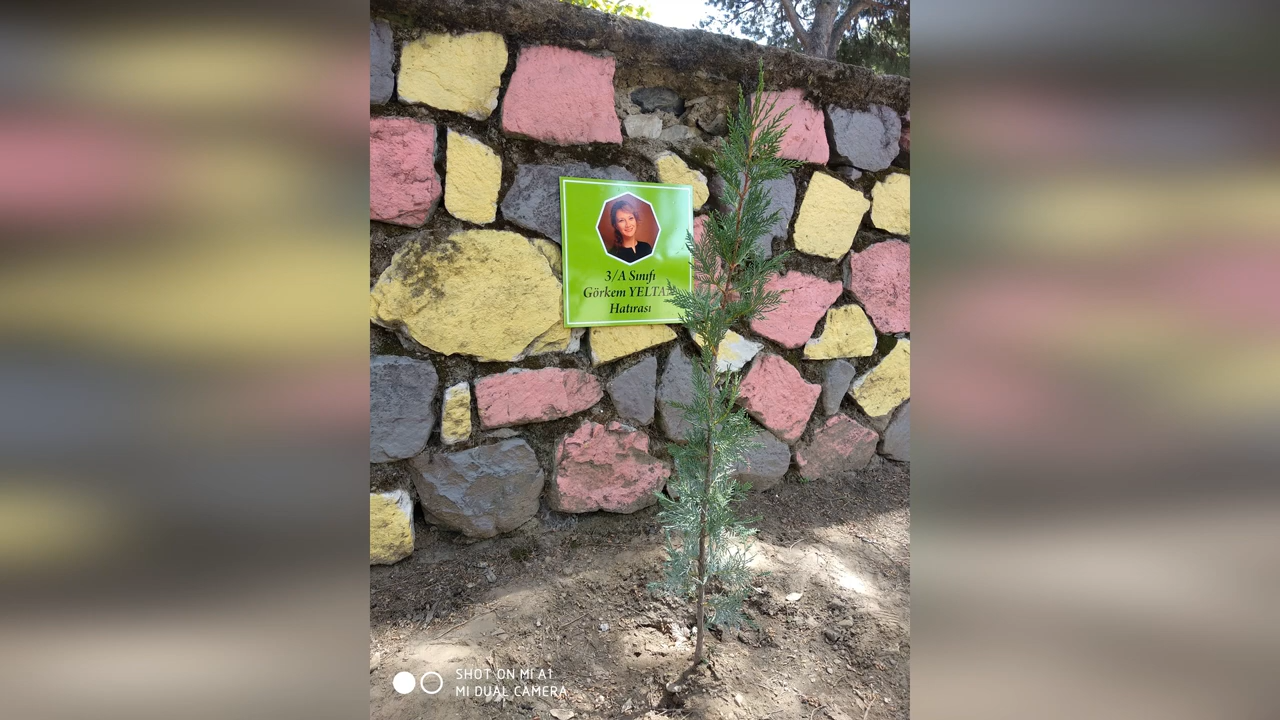 3/A Sınıfı
Görkem
Hatırası
SHOT ON MI A1
MI DUAL CAMERA